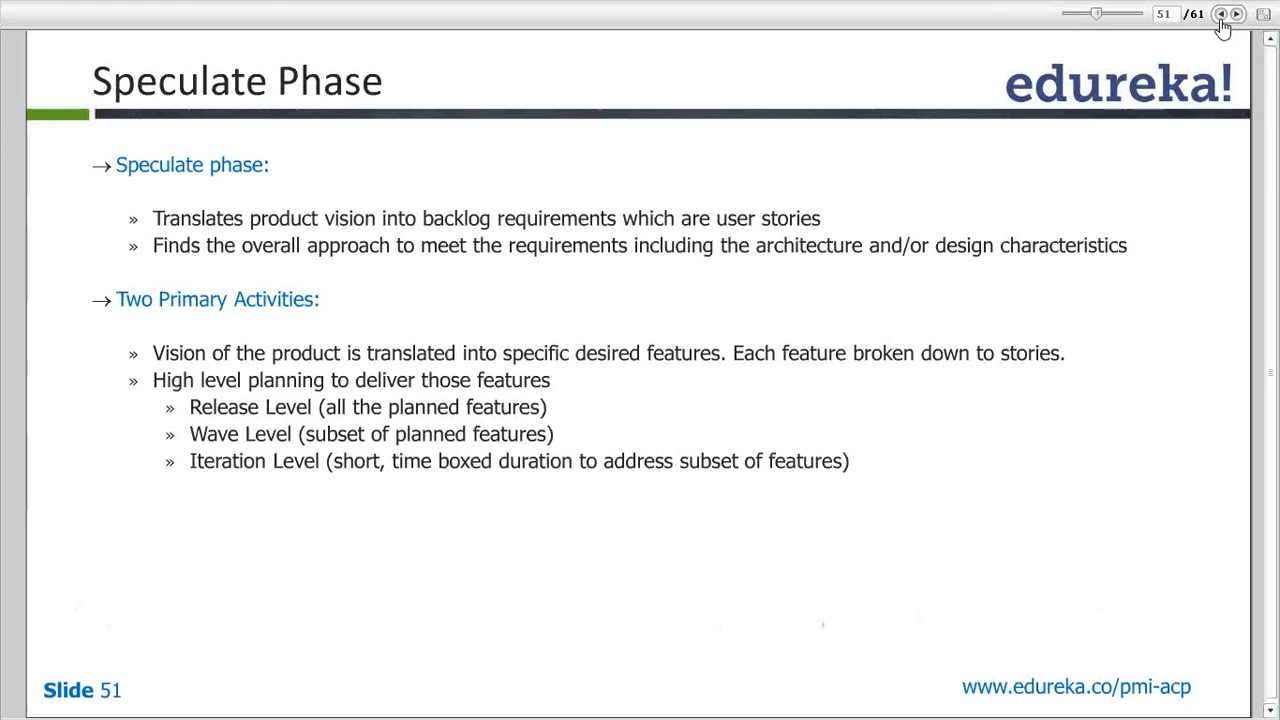 51 /61
Speculate Phase
edureka!
→ Speculate phase:
» Translates product vision into backlog requirements which are user stories
» Finds the overall approach to meet the requirements including the architecture and/or design characteristics
→ Two Primary Activities:
» Vision of the product is translated into specific desired features. Each feature broken down to stories.
» High level planning to deliver those features
» Release Level (all the planned features)
» Wave Level (subset of planned features)
» Iteration Level (short, time boxed duration to address subset of features)
Slide 51
www.edureka.co/pmi-acp